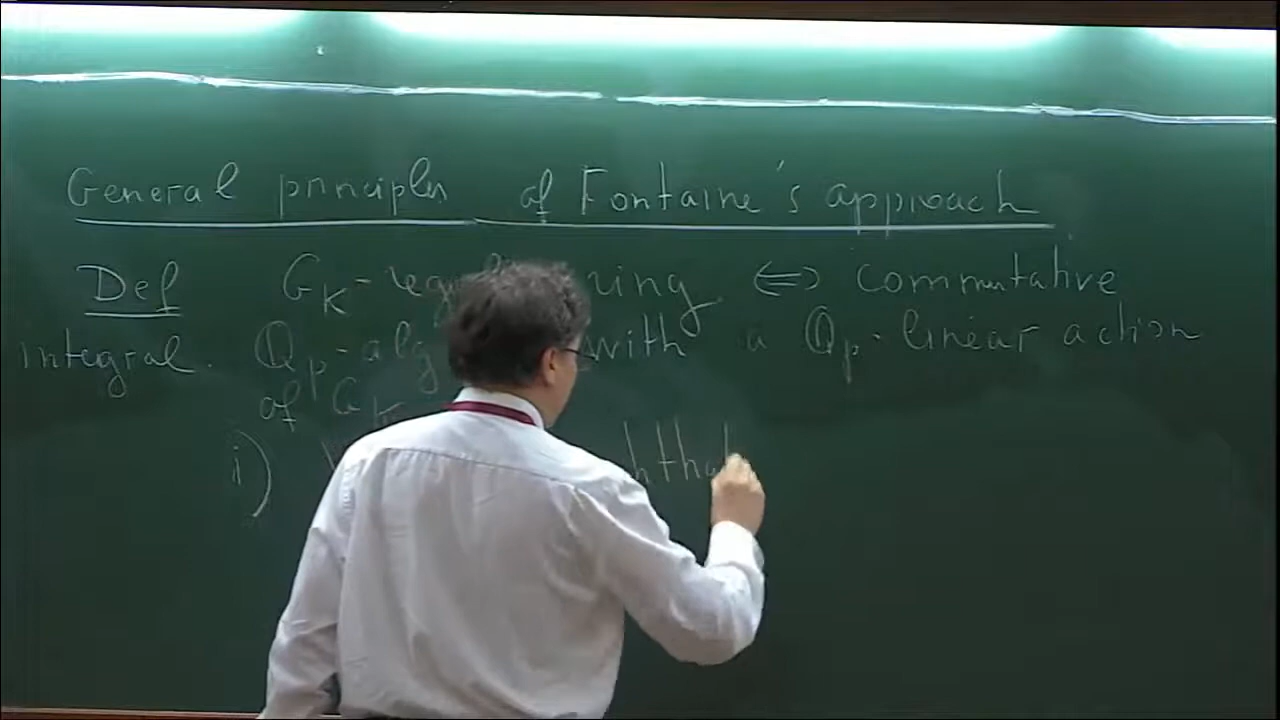 General principles of Fontaine's approach
Def G_K - ring ⇔ commutative
integral Q_p - alg with a Q_p - linear action
of G_K
i) that